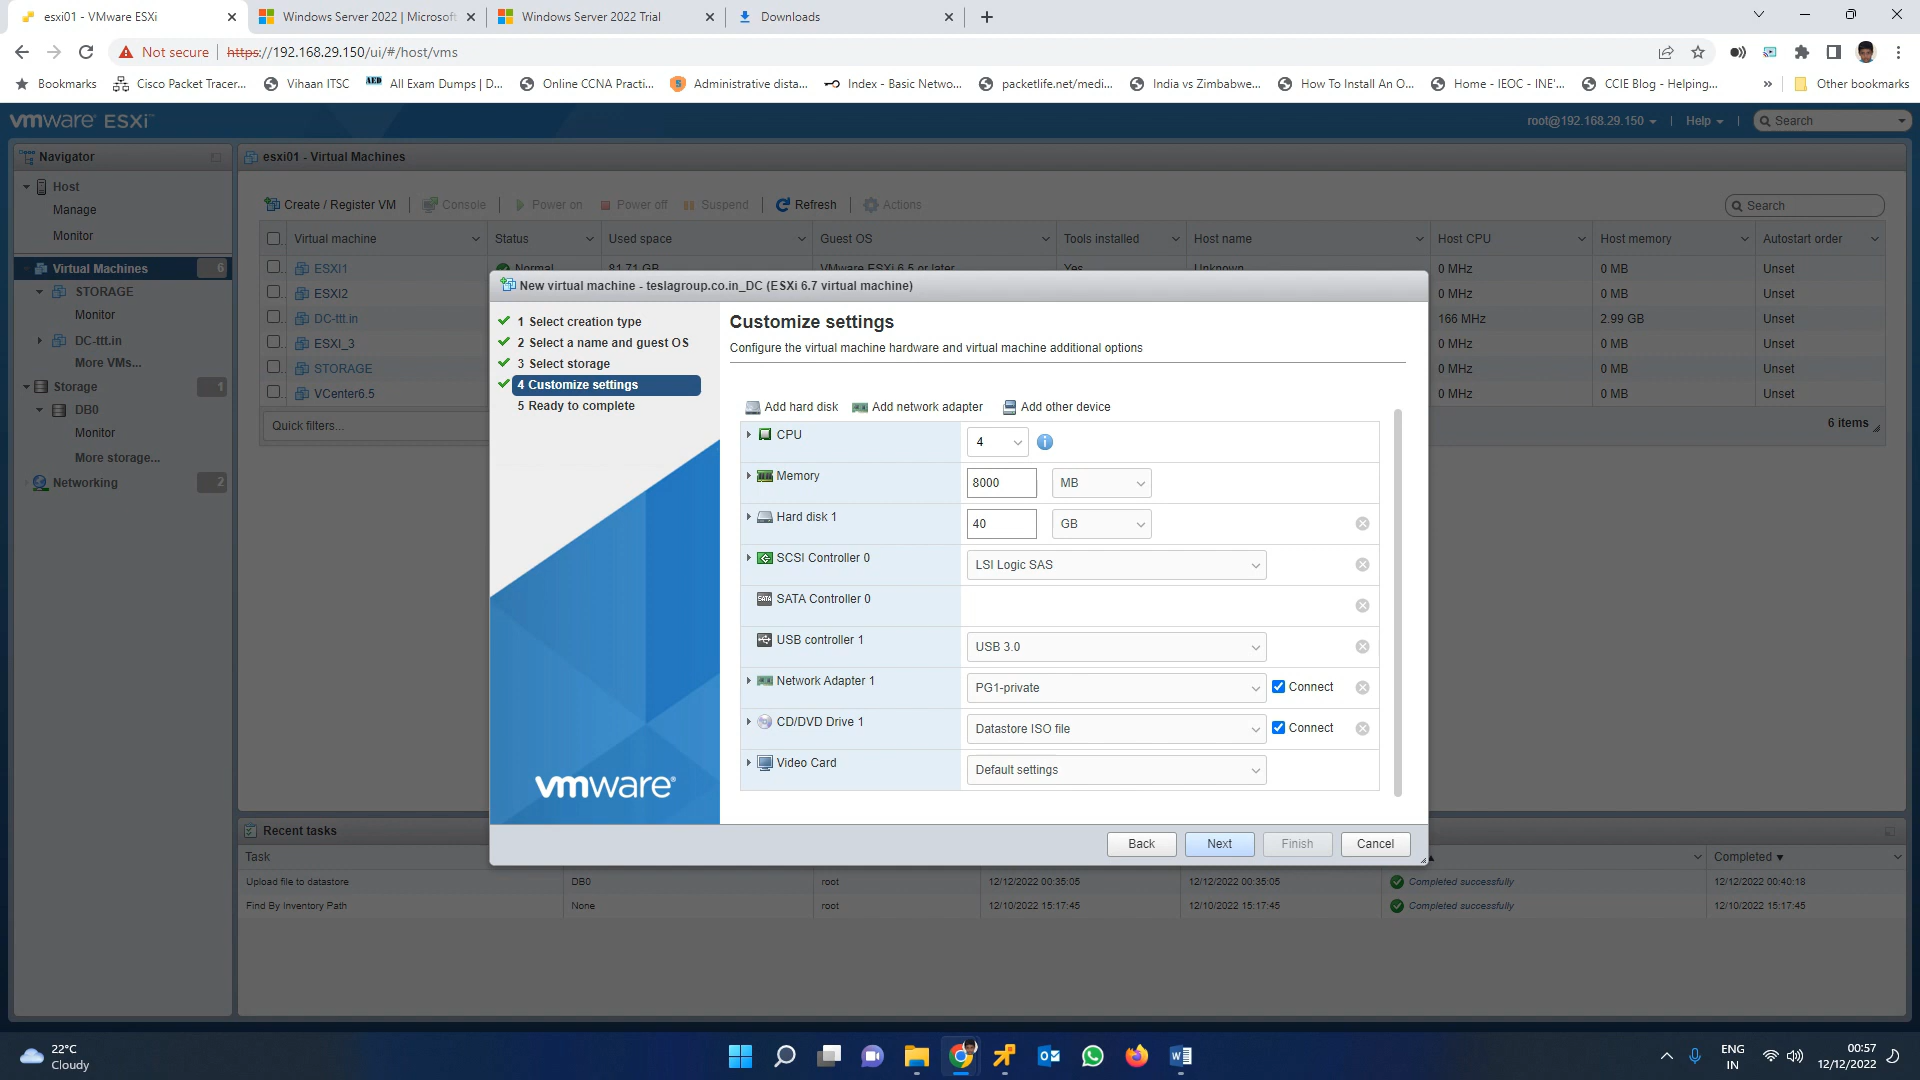 esxi01 - VMware ESXi
Windows Server 2022 | Microsoft
Windows Server 2022 Trial
Downloads
Not secure
https://192.168.29.150/ui/#/host/vms
Bookmarks
Cisco Packet Tracer...
Vihaan ITSC
All Exam Dumps | D...
Online CCNA Practi...
Administrative dista...
Index - Basic Netwo...
packetlife.net/medi...
India vs Zimbabwe...
How To Install An O...
Home - IEOC - INE'...
CCIE Blog - Helping...
»
Other bookmarks
vmware ESXi
root@192.168.29.150
Help
Search
Navigator
esxi01 - Virtual Machines
Host
Manage
Monitor
Virtual Machines 6
STORAGE
Monitor
DC-ttt.in
More VMs...
Storage 1
DB0
Monitor
More storage...
Networking 2
Create / Register VM
Console
Power on
Power off
Suspend
Refresh
Actions
Search
Virtual machine
Status
Used space
Guest OS
Tools installed
Host name
Host CPU
Host memory
Autostart order
ESXI1 Normal 81.71 GB VMware ESXi 6.5 or later Yes Unknown 0 MHz 0 MB Unset
ESXI2 0 MHz 0 MB Unset
DC-ttt.in 166 MHz 2.99 GB Unset
ESXI_3 0 MHz 0 MB Unset
STORAGE 0 MHz 0 MB Unset
VCenter6.5 0 MHz 0 MB Unset
Quick filters...
6 items
New virtual machine - teslagroup.co.in_DC (ESXi 6.7 virtual machine)
1 Select creation type
2 Select a name and guest OS
3 Select storage
4 Customize settings
5 Ready to complete
vmware
Customize settings
Configure the virtual machine hardware and virtual machine additional options
Add hard disk
Add network adapter
Add other device
CPU 4
Memory 8000 MB
Hard disk 1 40 GB
SCSI Controller 0 LSI Logic SAS
SATA Controller 0
USB controller 1 USB 3.0
Network Adapter 1 PG1-private Connect
CD/DVD Drive 1 Datastore ISO file Connect
Video Card Default settings
Back
Next
Finish
Cancel
Recent tasks
Task
Completed
Upload file to datastore DB0 root 12/12/2022 00:35:05 12/12/2022 00:35:05 Completed successfully 12/12/2022 00:40:18
Find By Inventory Path None root 12/10/2022 15:17:45 12/10/2022 15:17:45 Completed successfully 12/10/2022 15:17:45
22°C
Cloudy
ENG
IN
00:57
12/12/2022